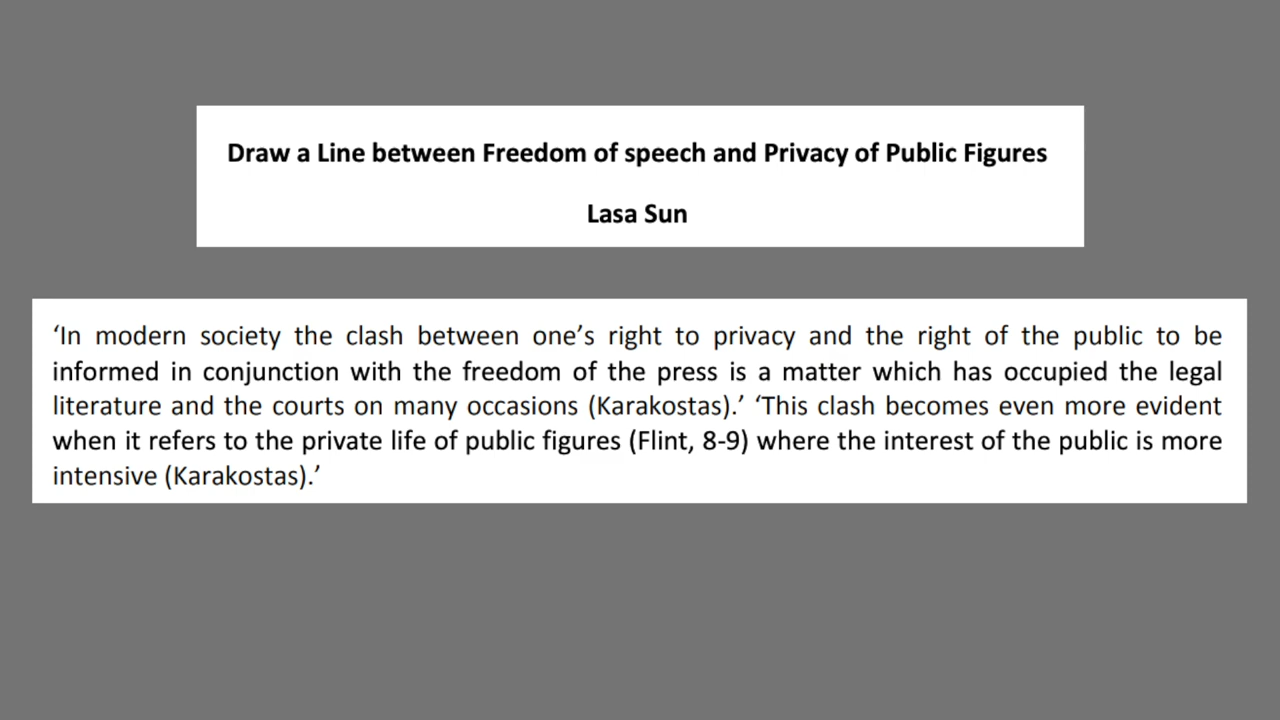 Draw a Line between Freedom of speech and Privacy of Public Figures
Lasa Sun
‘In modern society the clash between one’s right to privacy and the right of the public to be
informed in conjunction with the freedom of the press is a matter which has occupied the legal
literature and the courts on many occasions (Karakostas).’ ‘This clash becomes even more evident
when it refers to the private life of public figures (Flint, 8-9) where the interest of the public is more
intensive (Karakostas).’